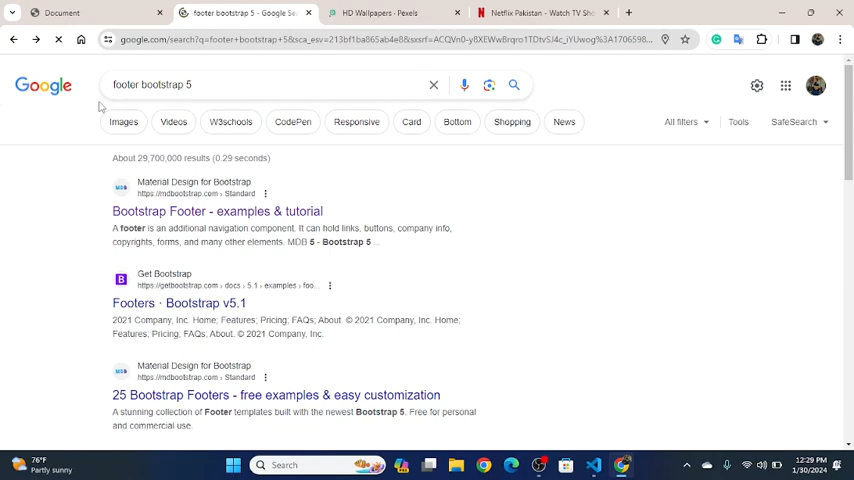 Document
footer bootstrap 5 - Google Se
HD Wallpapers · Pexels
Netflix Pakistan - Watch TV Sho
google.com/search?q=footer+bootstrap+5&sca_esv=213bf1ba865ab4e8&sxsrf=ACQVn0-y8XEWwBrqro1TDtvSJ4c_iYUwog%3A1706598...
Google
footer bootstrap 5
Images
Videos
W3schools
CodePen
Responsive
Card
Bottom
Shopping
News
All filters
Tools
SafeSearch
About 29,700,000 results (0.29 seconds)
Material Design for Bootstrap
https://mdbootstrap.com › Standard
Bootstrap Footer - examples & tutorial
A footer is an additional navigation component. It can hold links, buttons, company info,
copyrights, forms, and many other elements. MDB 5 - Bootstrap 5 ...
B
Get Bootstrap
https://getbootstrap.com › docs › 5.1 › examples › foo...
Footers · Bootstrap v5.1
2021 Company, Inc. Home; Features; Pricing; FAQs; About. © 2021 Company, Inc. Home;
Features; Pricing; FAQs; About. © 2021 Company, Inc.
Material Design for Bootstrap
https://mdbootstrap.com › Standard
25 Bootstrap Footers - free examples & easy customization
A stunning collection of Footer templates built with the newest Bootstrap 5. Free for personal
and commercial use.
76°F
Partly sunny
Search
12:29 PM
1/30/2024